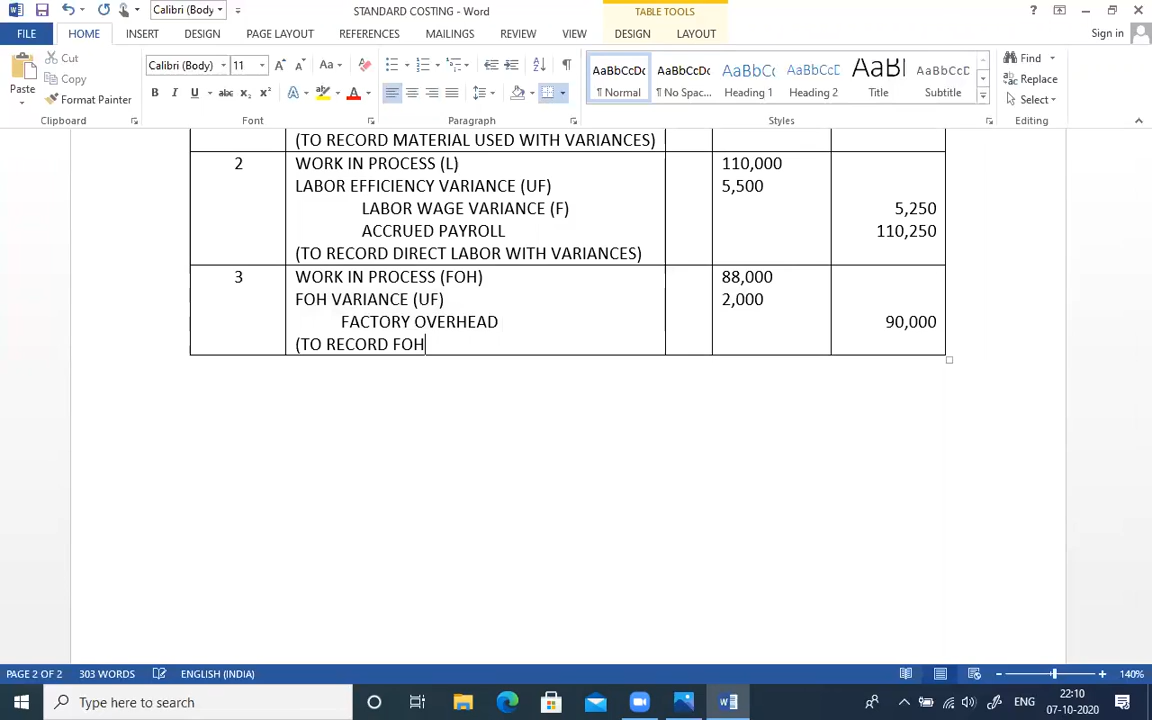 Calibri (Body
STANDARD COSTING - Word
TABLE TOOLS
?
FILE
HOME
INSERT
DESIGN
PAGE LAYOUT
REFERENCES
MAILINGS
REVIEW
VIEW
DESIGN
LAYOUT
Sign in
Paste
Cut
Copy
Format Painter
Clipboard
Calibri (Body)
11
Font
Paragraph
AaBbCcDc
¶ Normal
AaBbCcDc
¶ No Spac...
AaBbCc
Heading 1
AaBbCcD
Heading 2
AaBbI
Title
AaBbCcD
Subtitle
Styles
Find
Replace
Select
Editing
(TO RECORD MATERIAL USED WITH VARIANCES)
2 WORK IN PROCESS (L) 110,000
LABOR EFFICIENCY VARIANCE (UF) 5,500
LABOR WAGE VARIANCE (F) 5,250
ACCRUED PAYROLL 110,250
(TO RECORD DIRECT LABOR WITH VARIANCES)
3 WORK IN PROCESS (FOH) 88,000
FOH VARIANCE (UF) 2,000
FACTORY OVERHEAD 90,000
(TO RECORD FOH
PAGE 2 OF 2 303 WORDS ENGLISH (INDIA) 140%
Type here to search
ENG
22:10
07-10-2020